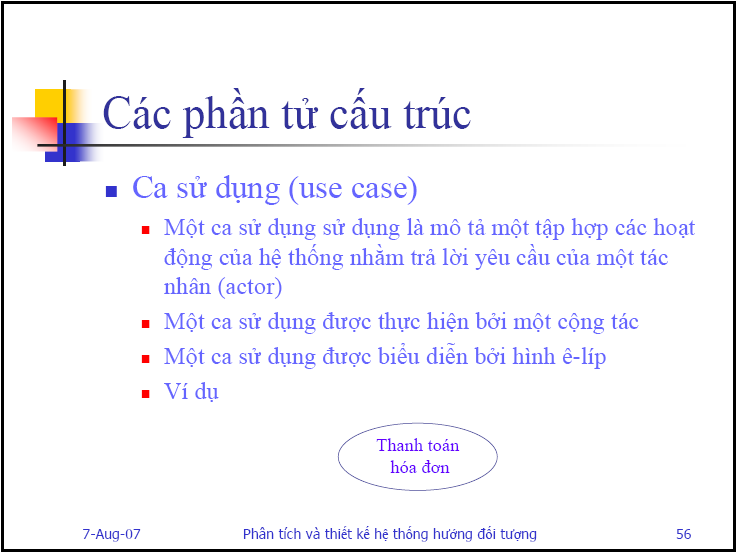 Các phần tử cấu trúc
Ca sử dụng (use case)
Một ca sử dụng sử dụng là mô tả một tập hợp các hoạt
động của hệ thống nhằm trả lời yêu cầu của một tác
nhân (actor)
Một ca sử dụng được thực hiện bởi một cộng tác
Một ca sử dụng được biểu diễn bởi hình ê-líp
Ví dụ
Thanh toán
hóa đơn
7-Aug-07 Phân tích và thiết kế hệ thống hướng đối tượng 56